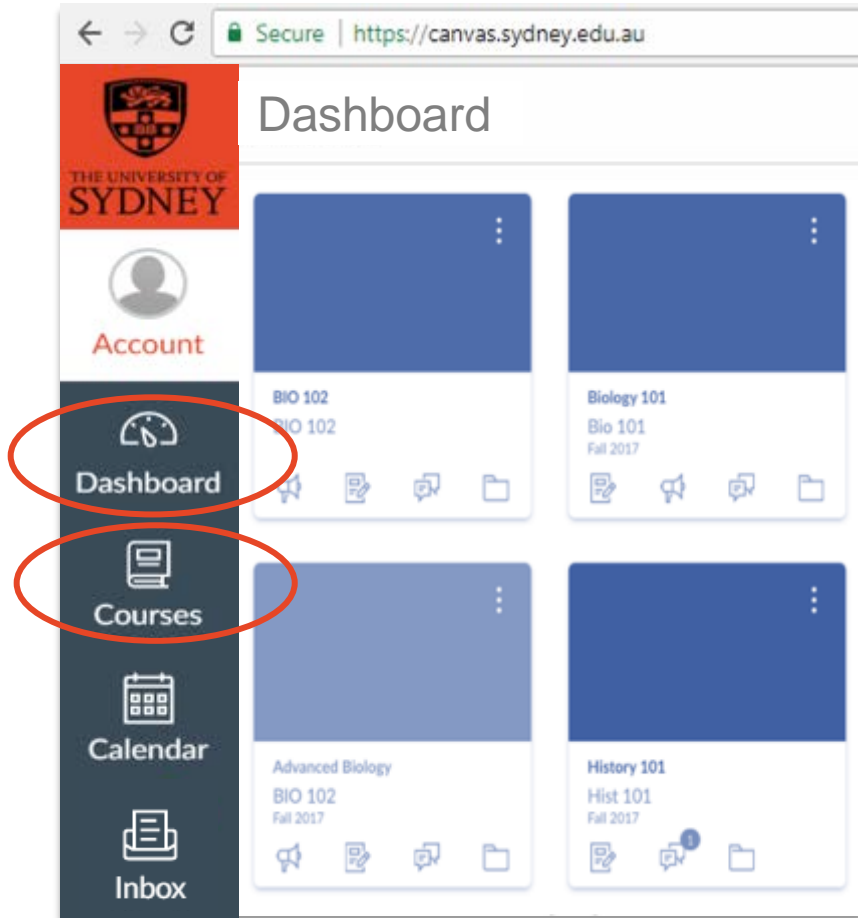 Secure | https://canvas.sydney.edu.au
THE UNIVERSITY OF
SYDNEY
Account
Dashboard
Courses
Calendar
Inbox
Dashboard
BIO 102
BIO 102
Biology 101
Bio 101
Fall 2017
Advanced Biology
BIO 102
Fall 2017
History 101
Hist 101
Fall 2017
1